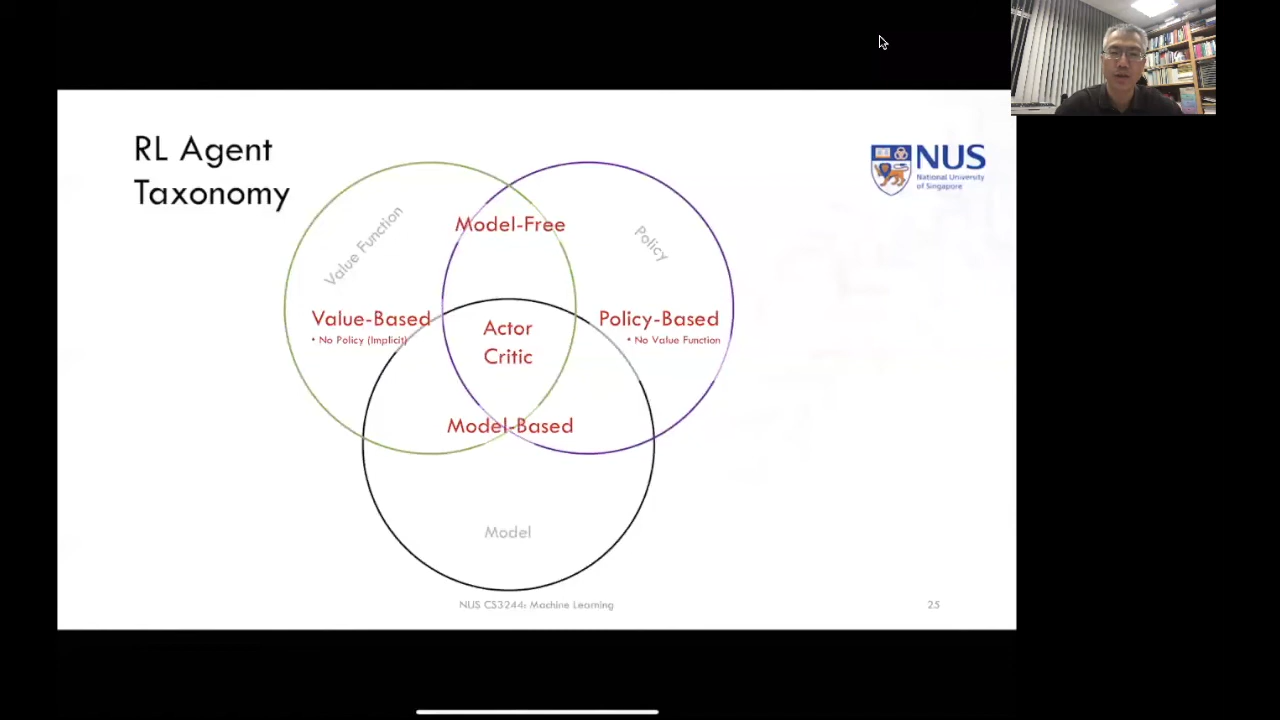 RL Agent
Taxonomy
NUS
National University
of Singapore
Value Function
Model-Free
Policy
Value-Based
• No Policy (Implicit)
Actor
Critic
Policy-Based
• No Value Function
Model-Based
Model
NUS CS3244: Machine Learning
25